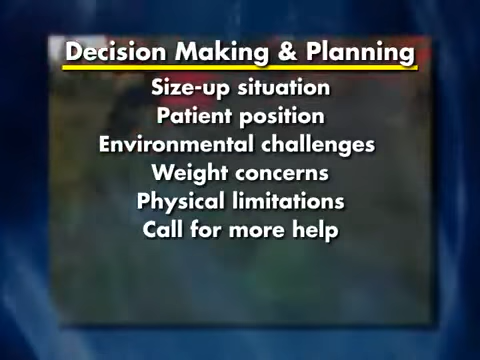 Decision Making & Planning
Size-up situation
Patient position
Environmental challenges
Weight concerns
Physical limitations
Call for more help